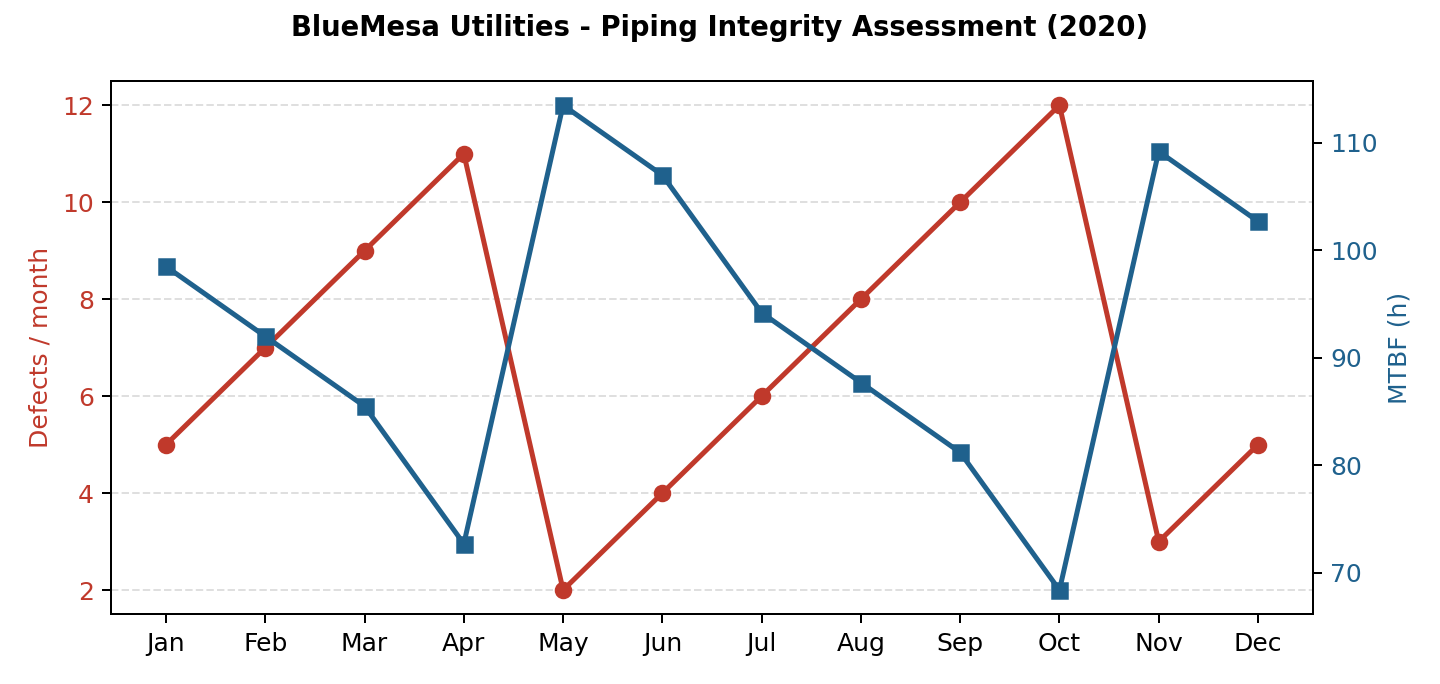 BlueMesa Utilities - Piping Integrity Assessment (2020)
Defects / month
12
10
8
6
4
2
110
100
90
80
70
MTBF (h)
Jan Feb Mar Apr May Jun Jul Aug Sep Oct Nov Dec